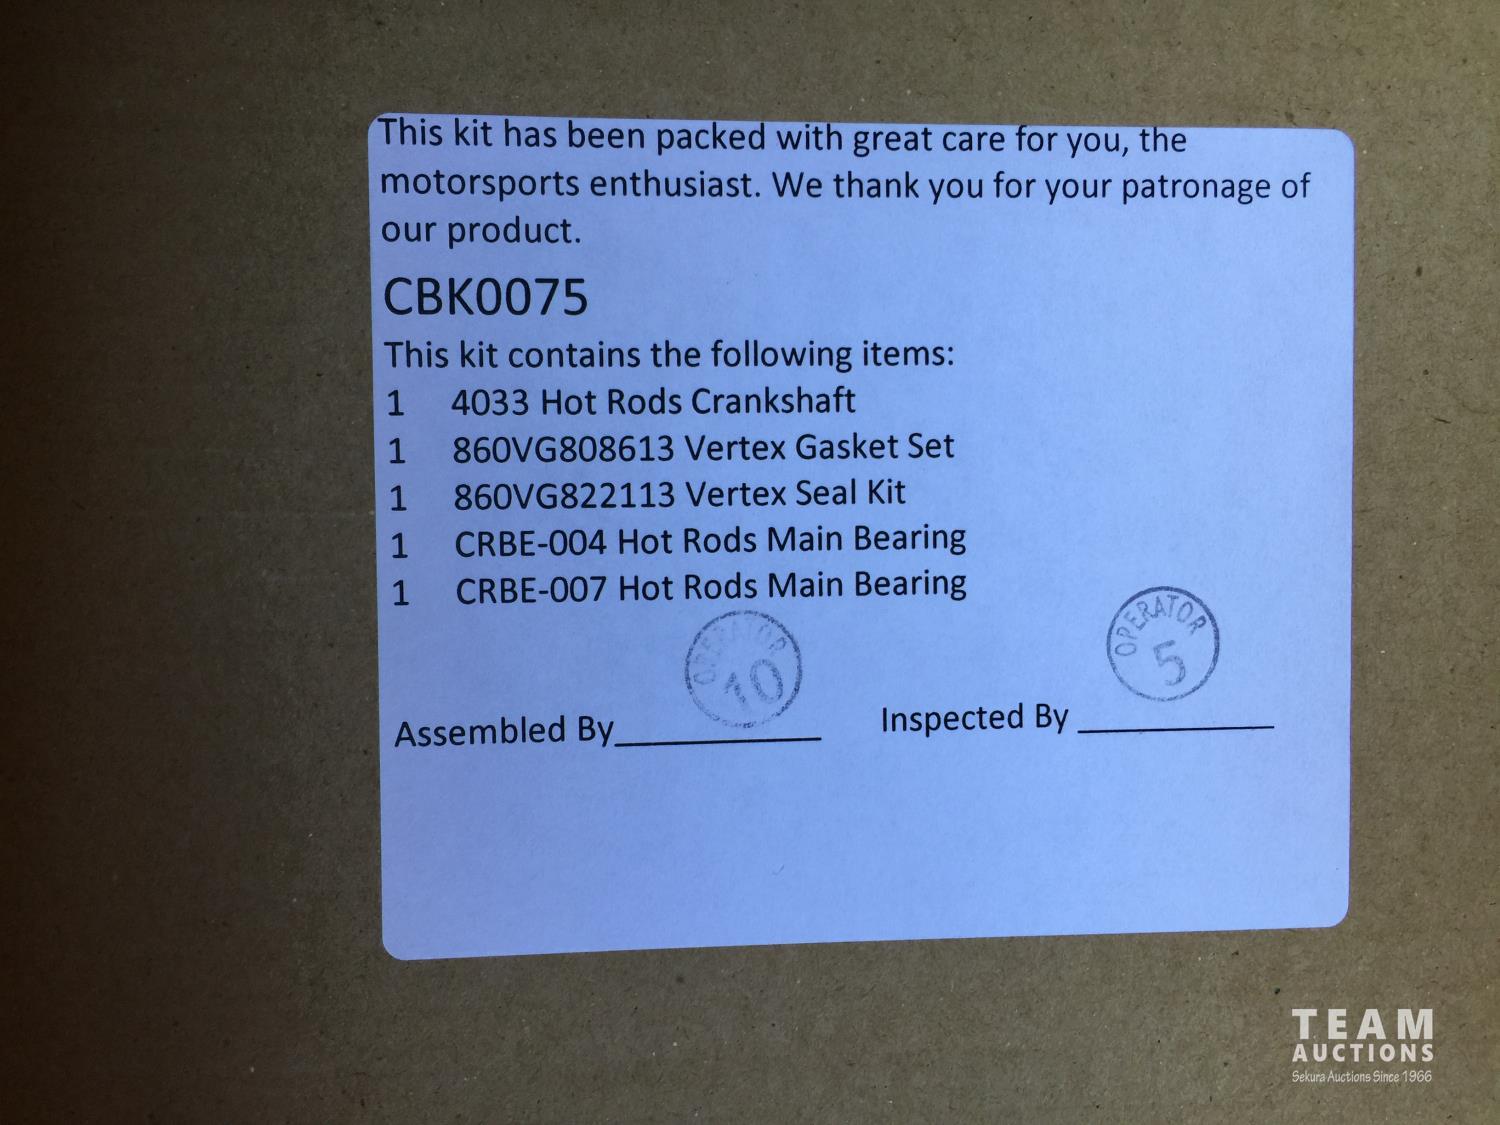 This kit has been packed with great care for you, the
motorsports enthusiast. We thank you for your patronage of
our product.
CBK0075
This kit contains the following items:
1 4033 Hot Rods Crankshaft
1 860VG808613 Vertex Gasket Set
1 860VG822113 Vertex Seal Kit
1 CRBE-004 Hot Rods Main Bearing
1 CRBE-007 Hot Rods Main Bearing
OPERATOR
10
OPERATOR
5
Assembled By Inspected By
TEAM
AUCTIONS
Sekura Auctions Since 1966